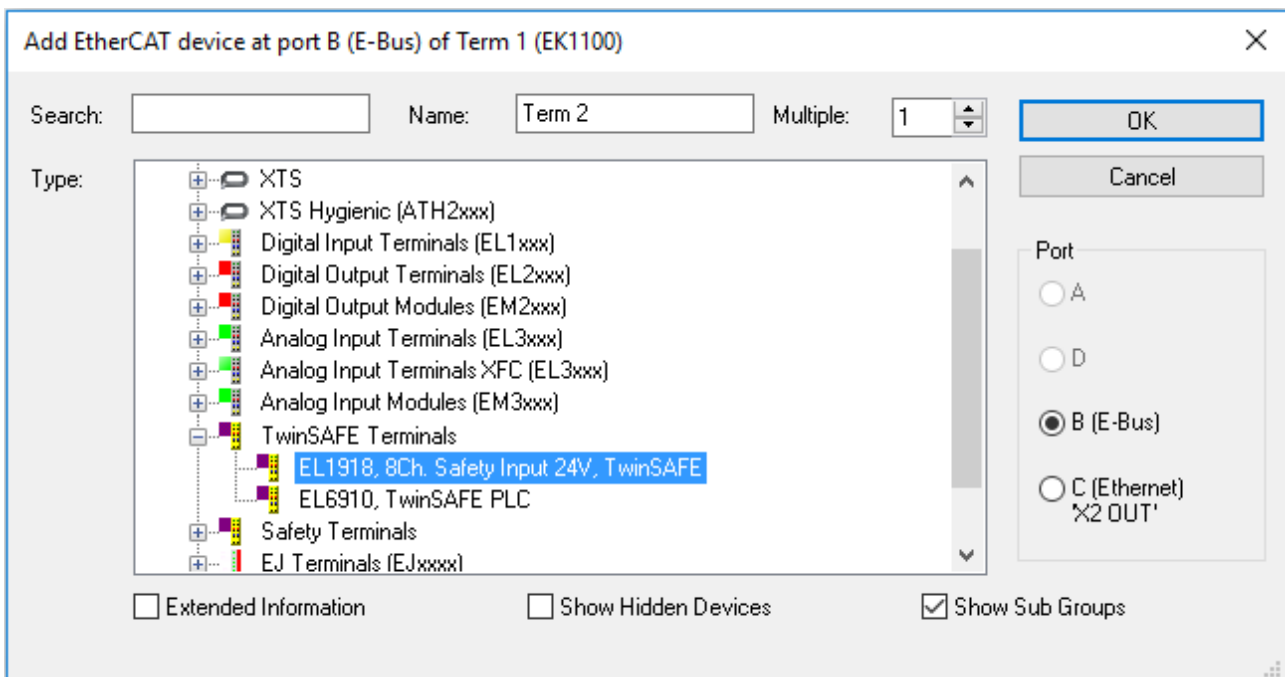 Add EtherCAT device at port B (E-Bus) of Term 1 (EK1100)
Search:
Name:
Term 2
Multiple:
1
OK
Type:
XTS
Cancel
XTS Hygienic (ATH2xxx)
Digital Input Terminals (EL1xxx)
Port
Digital Output Terminals (EL2xxx)
A
Digital Output Modules (EM2xxx)
Analog Input Terminals (EL3xxx)
D
Analog Input Terminals XFC (EL3xxx)
Analog Input Modules (EM3xxx)
B (E-Bus)
TwinSAFE Terminals
EL1918, 8Ch. Safety Input 24V, TwinSAFE
C (Ethernet)
'X2 OUT'
EL6910, TwinSAFE PLC
Safety Terminals
EJ Terminals (EJxxxx)
Extended Information
Show Hidden Devices
Show Sub Groups